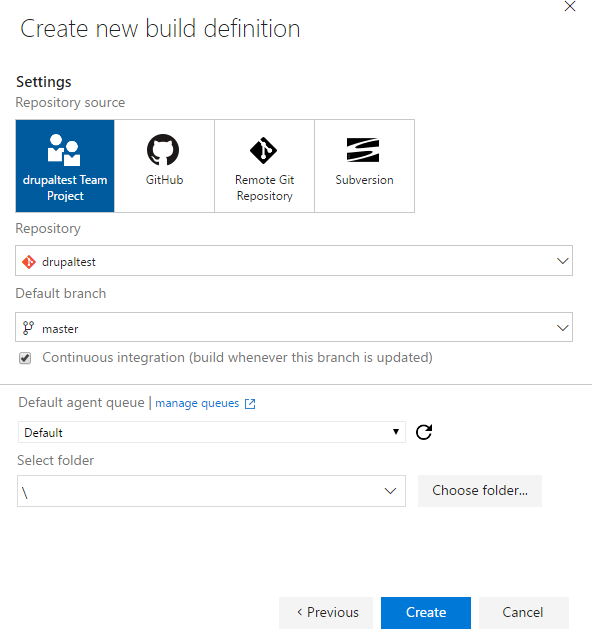 Create new build definition
Settings
Repository source
drupaltest Team
Project
GitHub
Remote Git
Repository
Subversion
Repository
drupaltest
Default branch
master
Continuous integration (build whenever this branch is updated)
Default agent queue | manage queues
Default
Select folder
\
Choose folder...
< Previous
Create
Cancel